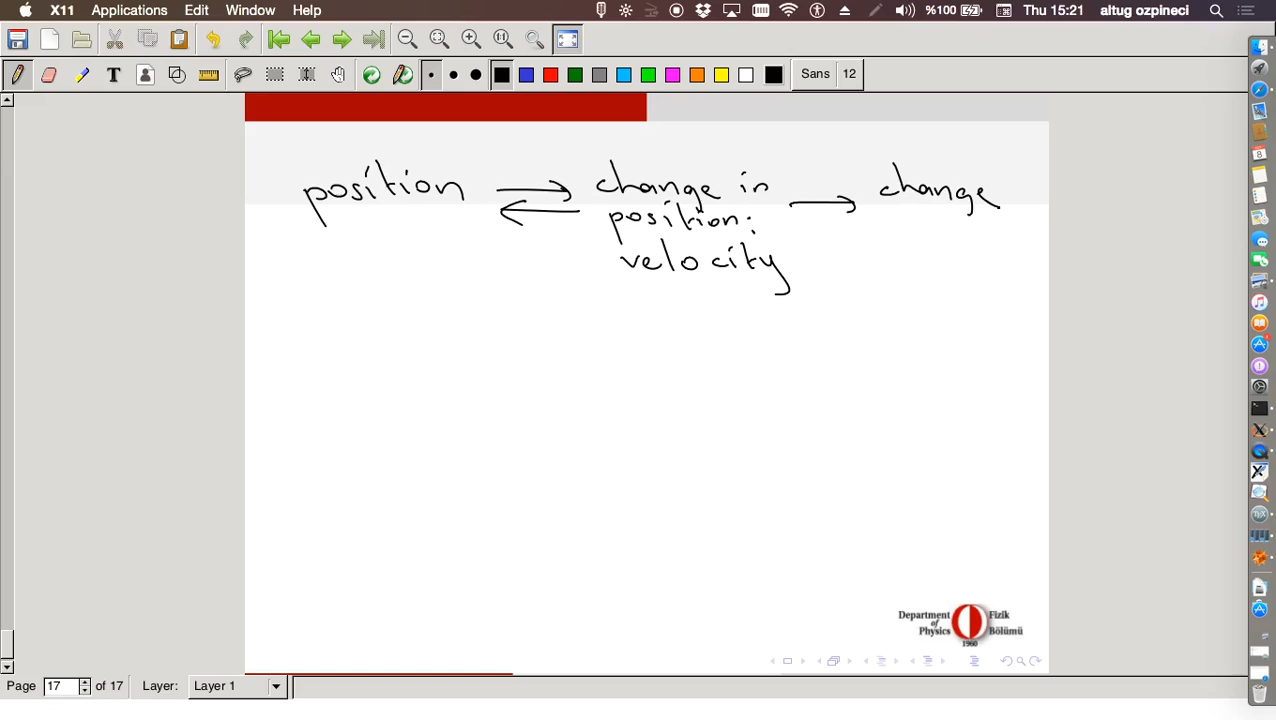 X11 Applications Edit Window Help
%100 Thu 15:21 altug ozpineci
T Sans 12
position → change in → change
← position:
velocity
Department of Physics Fizik Bölümü
1960
Page 17 of 17 Layer: Layer 1